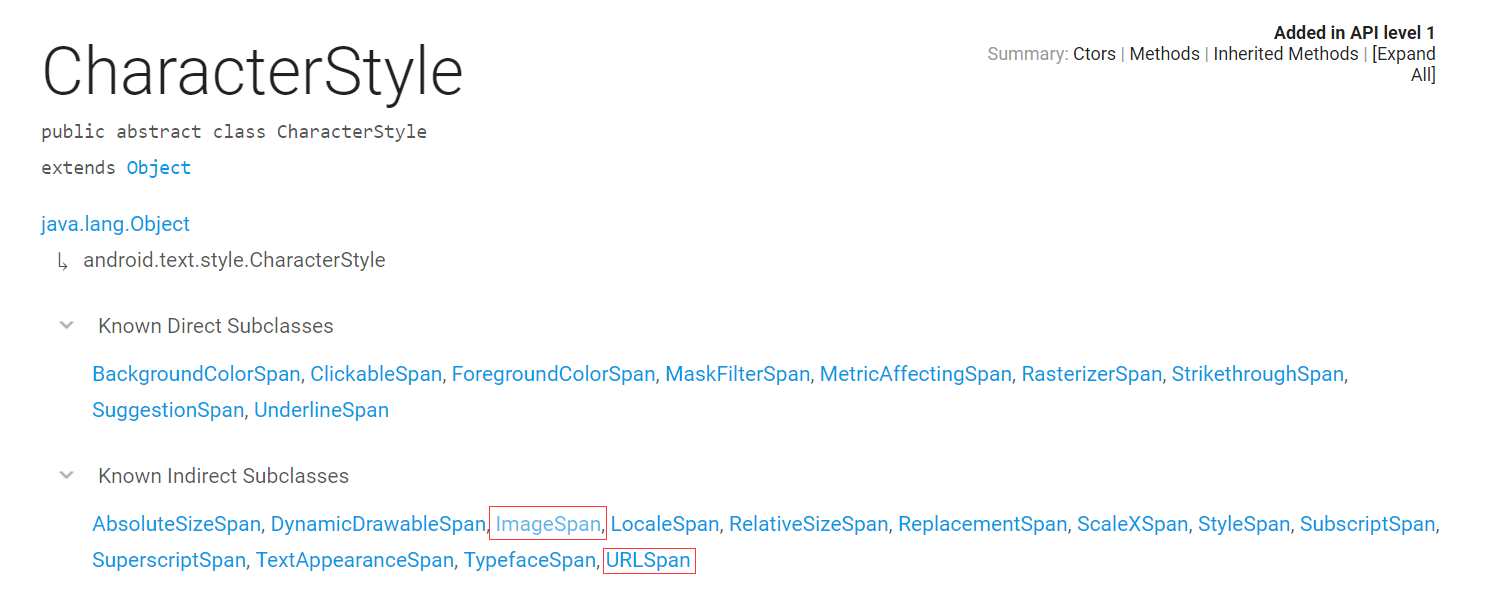 Added in API level 1
Summary: Ctors | Methods | Inherited Methods | [Expand
All]
CharacterStyle
public abstract class CharacterStyle
extends Object
java.lang.Object
↳ android.text.style.CharacterStyle
Known Direct Subclasses
BackgroundColorSpan, ClickableSpan, ForegroundColorSpan, MaskFilterSpan, MetricAffectingSpan, RasterizerSpan, StrikethroughSpan,
SuggestionSpan, UnderlineSpan
Known Indirect Subclasses
AbsoluteSizeSpan, DynamicDrawableSpan, ImageSpan, LocaleSpan, RelativeSizeSpan, ReplacementSpan, ScaleXSpan, StyleSpan, SubscriptSpan,
SuperscriptSpan, TextAppearanceSpan, TypefaceSpan, URLSpan